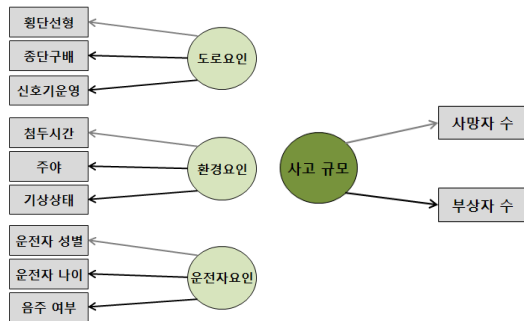 횡단선형
종단구배
신호기운영
도로요인
첨두시간
주야
기상상태
환경요인
운전자 성별
운전자 나이
음주 여부
운전자요인
사고 규모
사망자 수
부상자 수